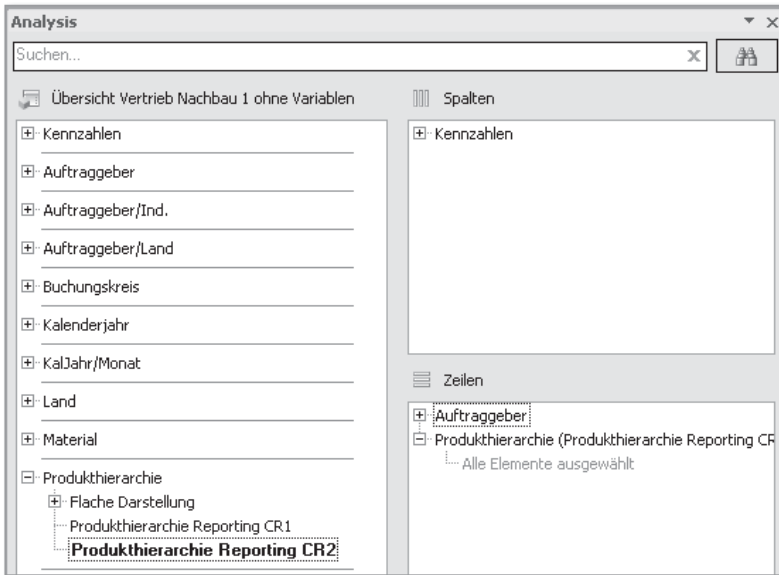 Analysis
Suchen...
Übersicht Vertrieb Nachbau 1 ohne Variablen
Kennzahlen
Auftraggeber
Auftraggeber/Ind.
Auftraggeber/Land
Buchungskreis
Kalenderjahr
KalJahr/Monat
Land
Material
Produkthierarchie
Flache Darstellung
Produkthierarchie Reporting CR1
Produkthierarchie Reporting CR2
Spalten
Kennzahlen
Zeilen
Auftraggeber
Produkthierarchie (Produkthierarchie Reporting CR
Alle Elemente ausgewählt